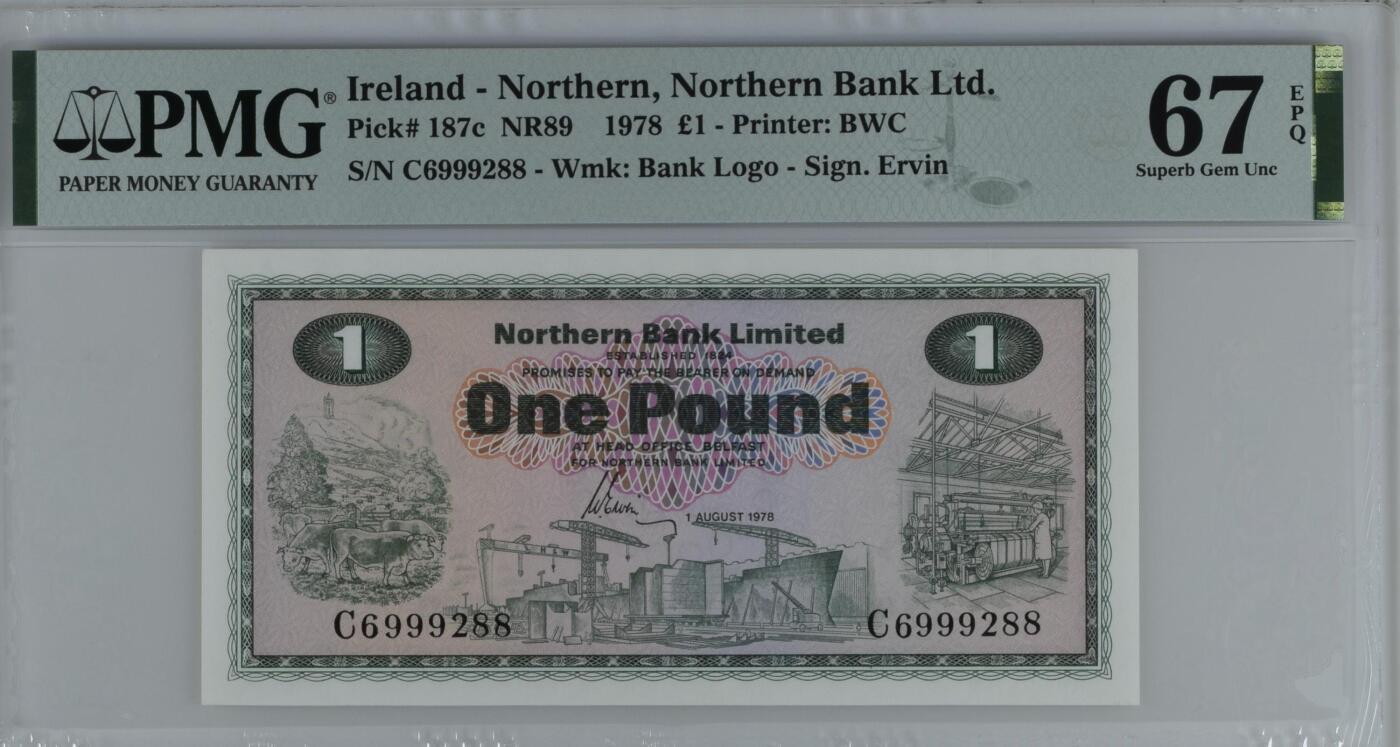 PMG®
PAPER MONEY GUARANTY
Ireland - Northern, Northern Bank Ltd.
Pick# 187c NR89 1978 £1 - Printer: BWC
S/N C6999288 - Wmk: Bank Logo - Sign. Ervin
67
EPQ
Superb Gem Unc
1
1
Northern Bank Limited
ESTABLISHED 1824
PROMISES TO PAY THE BEARER ON DEMAND
One Pound
AT HEAD OFFICE, BELFAST
FOR NORTHERN BANK LIMITED
W Ervin
1 AUGUST 1978
H&W
C6999288
C6999288